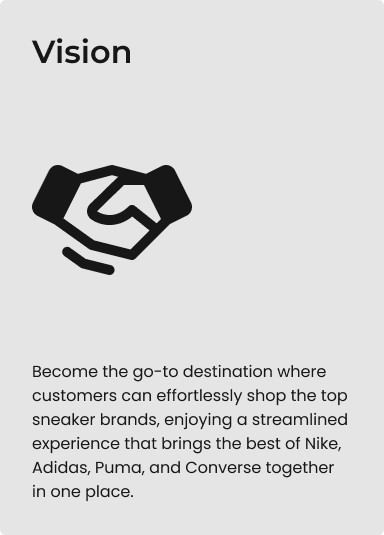 Vision
Become the go-to destination where
customers can effortlessly shop the top
sneaker brands, enjoying a streamlined
experience that brings the best of Nike,
Adidas, Puma, and Converse together
in one place.